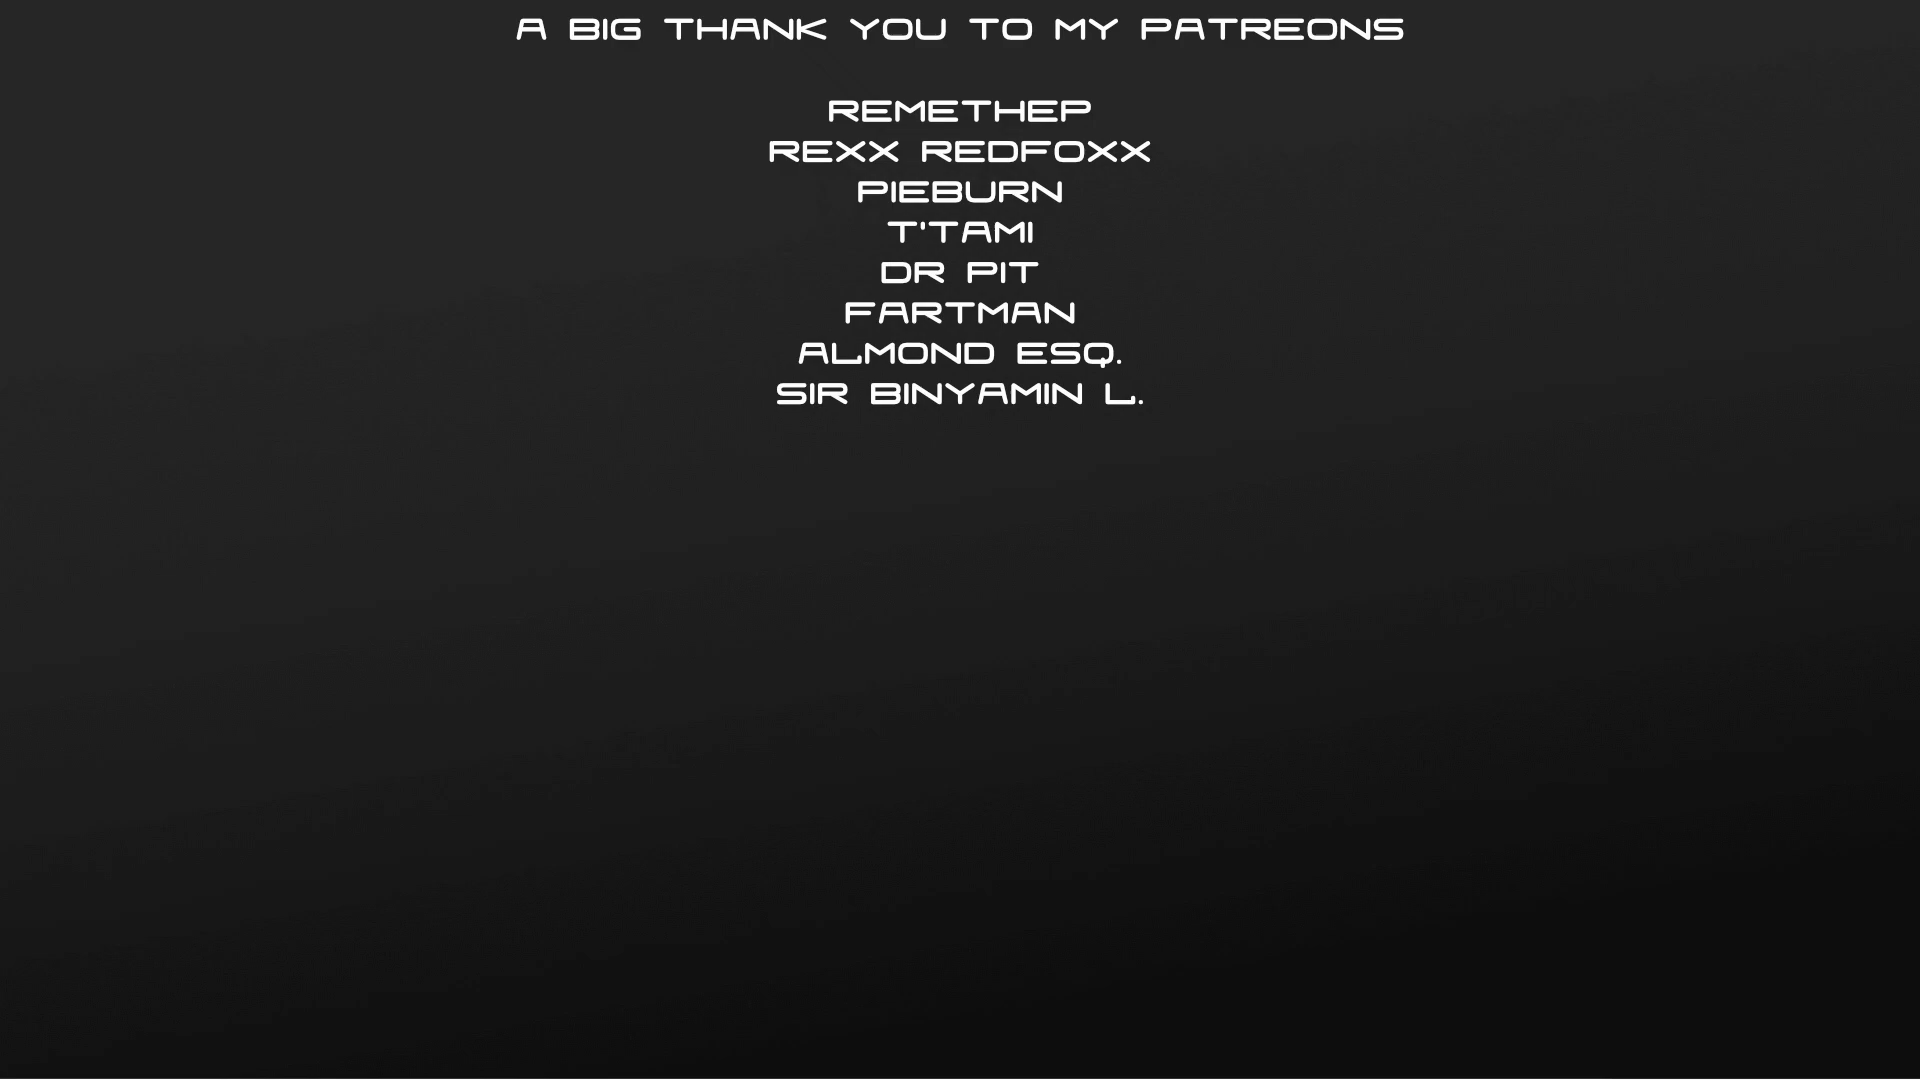 A BIG THANK YOU TO MY PATREONS
REMETHEP
REXX REDFOXX
PIEBURN
T'TAMI
DR PIT
FARTMAN
ALMOND ESQ.
SIR BINYAMIN L.